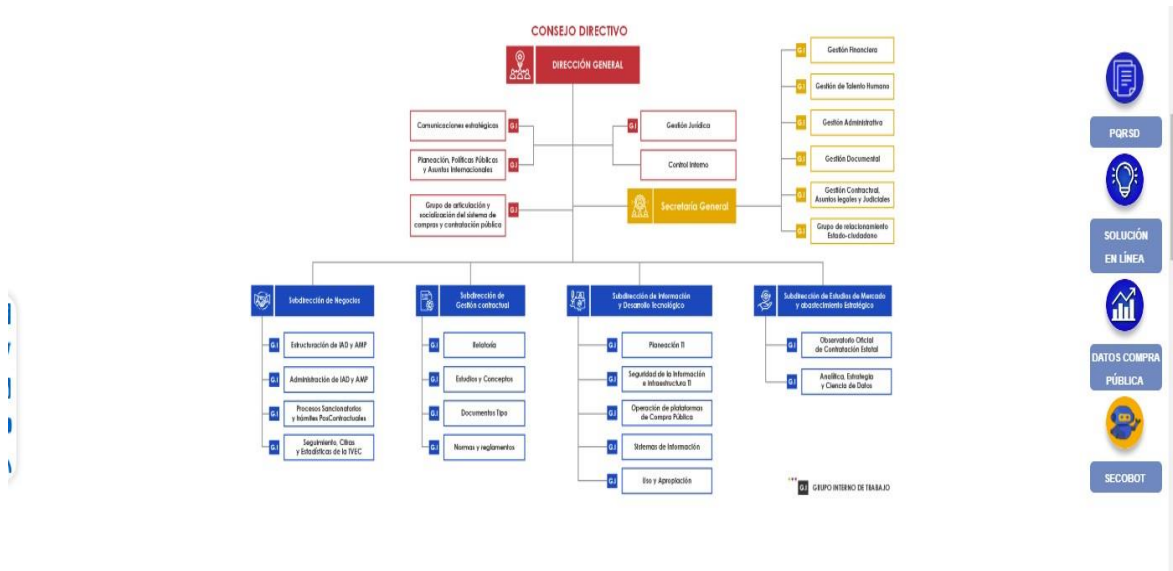 CONSEJO DIRECTIVO
DIRECCIÓN GENERAL
Comunicaciones estratégicas
G.I
G.I
Gestión Jurídica
Planeación, Políticas Públicas
y Asuntos Internacionales
G.I
Control Interno
Grupo de articulación y
socialización del sistema de
compras y contratación pública
G.I
Secretaría General
G.I
Gestión Financiera
G.I
Gestión de Talento Humano
G.I
Gestión Administrativa
G.I
Gestión Documental
G.I
Gestión Contractual,
Asuntos legales y Judiciales
G.I
Grupo de relacionamiento
Estado-ciudadano
Subdirección de Negocios
G.I
Estructuración de IAD y AMP
G.I
Administración de IAD y AMP
G.I
Procesos Sancionatorios
y trámites PosContractuales
G.I
Seguimiento, Cifras
y Estadísticas de la TVEC
Subdirección de
Gestión contractual
G.I
Relatoría
G.I
Estudios y Conceptos
G.I
Documentos Tipo
G.I
Normas y reglamentos
Subdirección de Información
y Desarrollo Tecnológico
G.I
Planeación TI
G.I
Seguridad de la Información
e Infraestructura TI
G.I
Operación de plataformas
de Compra Pública
G.I
Sistemas de Información
G.I
Uso y Apropiación
Subdirección de Estudios de Mercado
y abastecimiento Estratégico
G.I
Observatorio Oficial
de Contratación Estatal
G.I
Analítica, Estrategia
y Ciencia de Datos
G.I GRUPO INTERNO DE TRABAJO
PQRSD
SOLUCIÓN
EN LÍNEA
DATOS COMPRA
PÚBLICA
SECOBOT